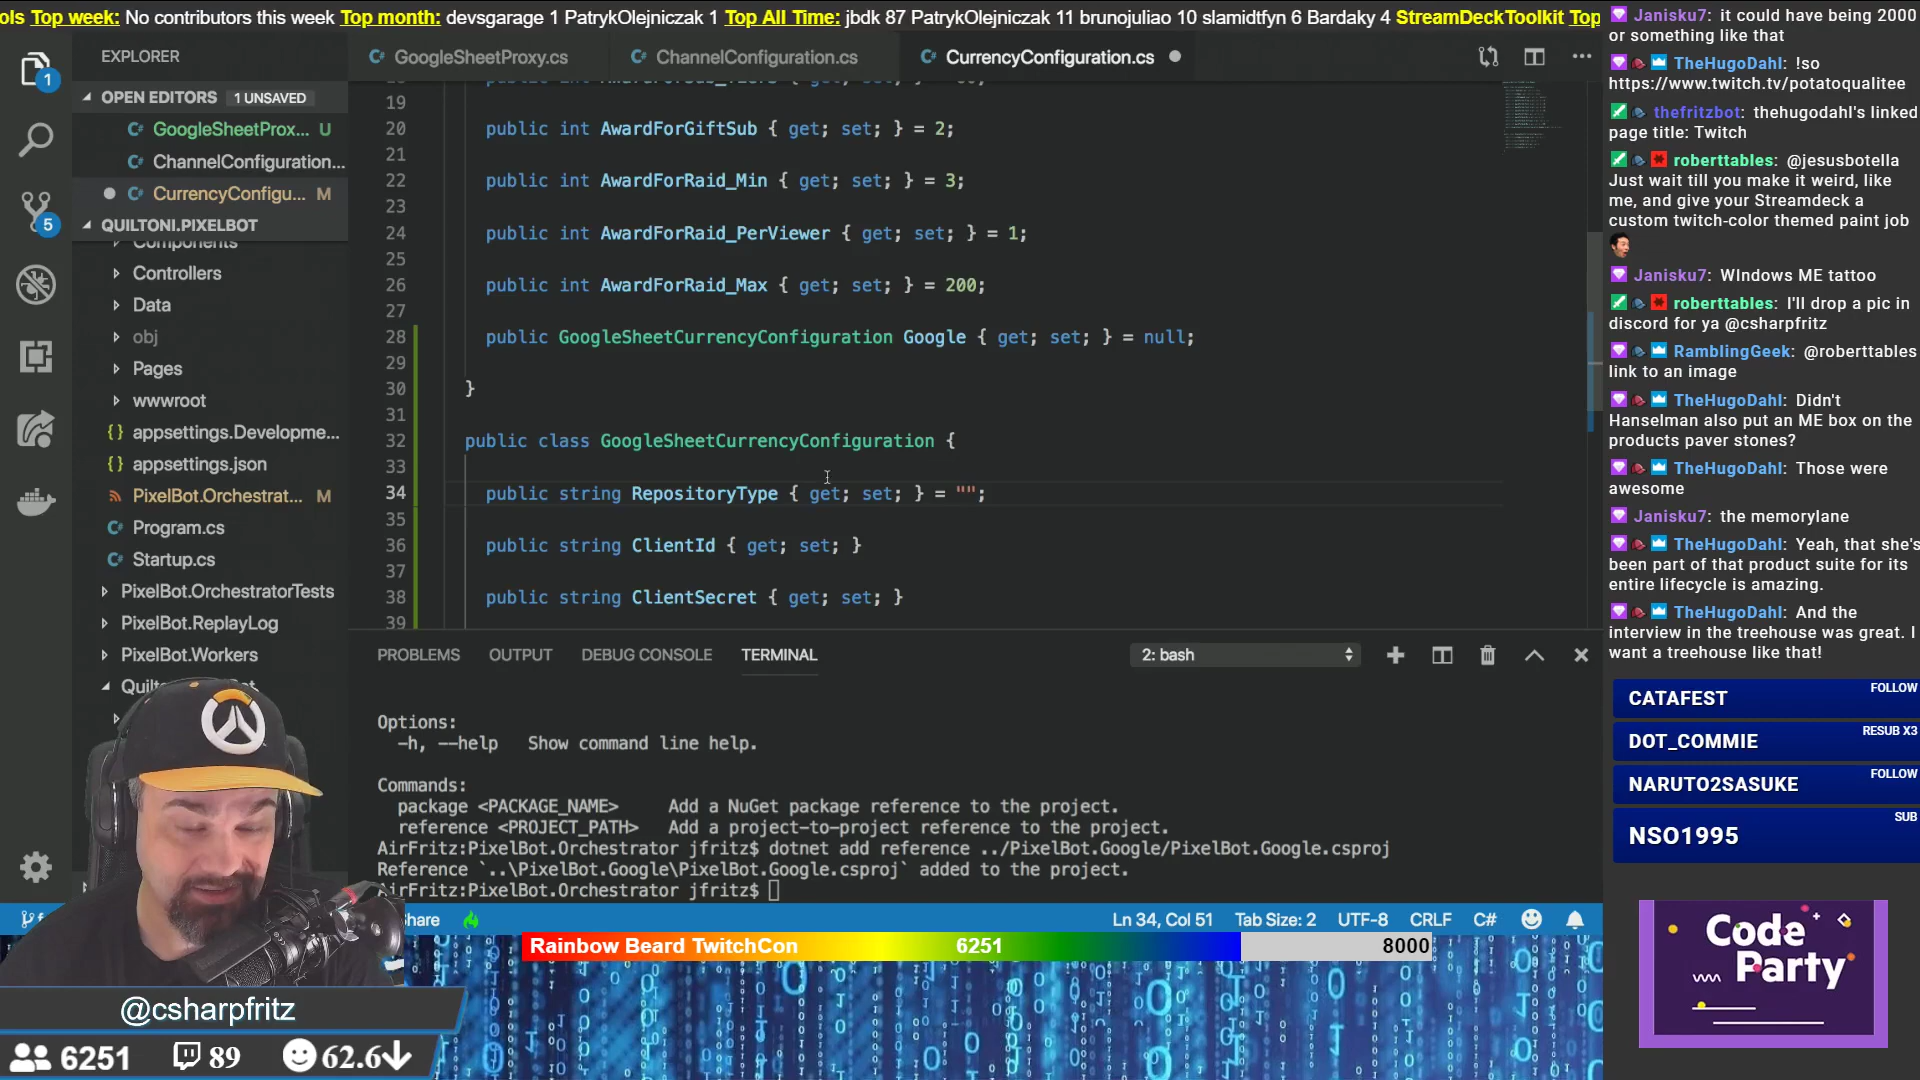 ols Top week: No contributors this week Top month: devsgarage 1 PatrykOlejniczak 1 Top All Time: jbdk 87 PatrykOlejniczak 11 brunojuliao 10 slamidtfyn 6 Bardaky 4 StreamDeckToolkit Top
EXPLORER
OPEN EDITORS 1 UNSAVED
GoogleSheetProx... U
ChannelConfiguration...
CurrencyConfigu... M
QUILTONI.PIXELBOT
Components
Controllers
Data
obj
Pages
wwwroot
appsettings.Developme...
appsettings.json
PixelBot.Orchestrat... M
Program.cs
Startup.cs
PixelBot.OrchestratorTests
PixelBot.ReplayLog
PixelBot.Workers
1
5
GoogleSheetProxy.cs
ChannelConfiguration.cs
CurrencyConfiguration.cs
19
20 public int AwardForGiftSub { get; set; } = 2;
21
22 public int AwardForRaid_Min { get; set; } = 3;
23
24 public int AwardForRaid_PerViewer { get; set; } = 1;
25
26 public int AwardForRaid_Max { get; set; } = 200;
27
28 public GoogleSheetCurrencyConfiguration Google { get; set; } = null;
29
30 }
31
32 public class GoogleSheetCurrencyConfiguration {
33
34 public string RepositoryType { get; set; } = "";
35
36 public string ClientId { get; set; }
37
38 public string ClientSecret { get; set; }
39
PROBLEMS OUTPUT DEBUG CONSOLE TERMINAL
2: bash
Options:
-h, --help Show command line help.
Commands:
package <PACKAGE_NAME> Add a NuGet package reference to the project.
reference <PROJECT_PATH> Add a project-to-project reference to the project.
AirFritz:PixelBot.Orchestrator jfritz$ dotnet add reference ../PixelBot.Google/PixelBot.Google.csproj
Reference `..\PixelBot.Google\PixelBot.Google.csproj` added to the project.
AirFritz:PixelBot.Orchestrator jfritz$
Share
Ln 34, Col 51 Tab Size: 2 UTF-8 CRLF C#
Rainbow Beard TwitchCon 6251 8000
@csharpfritz
6251 89 62.6
Janisku7: it could have being 2000
or something like that
TheHugoDahl: !so
https://www.twitch.tv/potatoqualitee
thefritzbot: thehugodahl's linked
page title: Twitch
roberttables: @jesusbotella
Just wait till you make it weird, like
me, and give your Streamdeck a
custom twitch-color themed paint job
Janisku7: WIndows ME tattoo
roberttables: I'll drop a pic in
discord for ya @csharpfritz
RamblingGeek: @roberttables
link to an image
TheHugoDahl: Didn't
Hanselman also put an ME box on the
products paver stones?
TheHugoDahl: Those were
awesome
Janisku7: the memorylane
TheHugoDahl: Yeah, that she's
been part of that product suite for its
entire lifecycle is amazing.
TheHugoDahl: And the
interview in the treehouse was great. I
want a treehouse like that!
CATAFEST FOLLOW
DOT_COMMIE RESUB X3
NARUTO2SASUKE FOLLOW
NSO1995 SUB
Code
Party